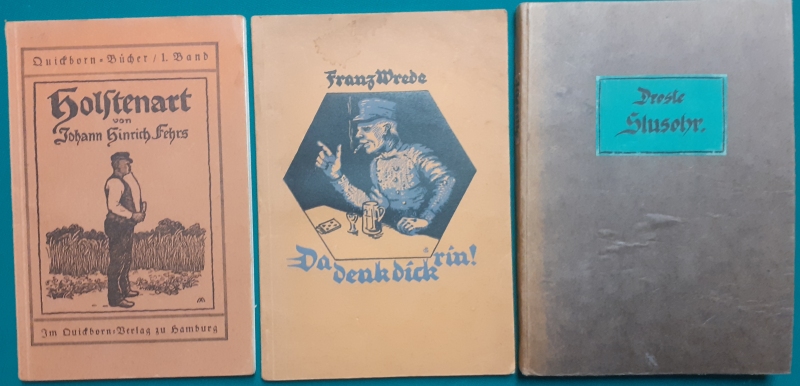 Quickborn-Bücher / 1. Band
Holstenart
von
Johann Hinrich Fehrs
Im Quickborn-Verlag zu Hamburg
Franz Wrede
Da denk dick rin!
Droste
Slusohr.